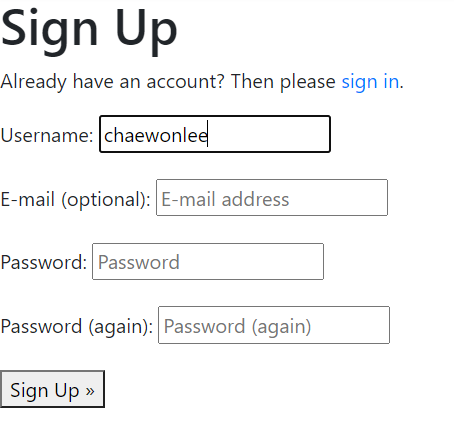 Sign Up
Already have an account? Then please sign in.
Username: chaewonlee
E-mail (optional): E-mail address
Password: Password
Password (again): Password (again)
Sign Up »